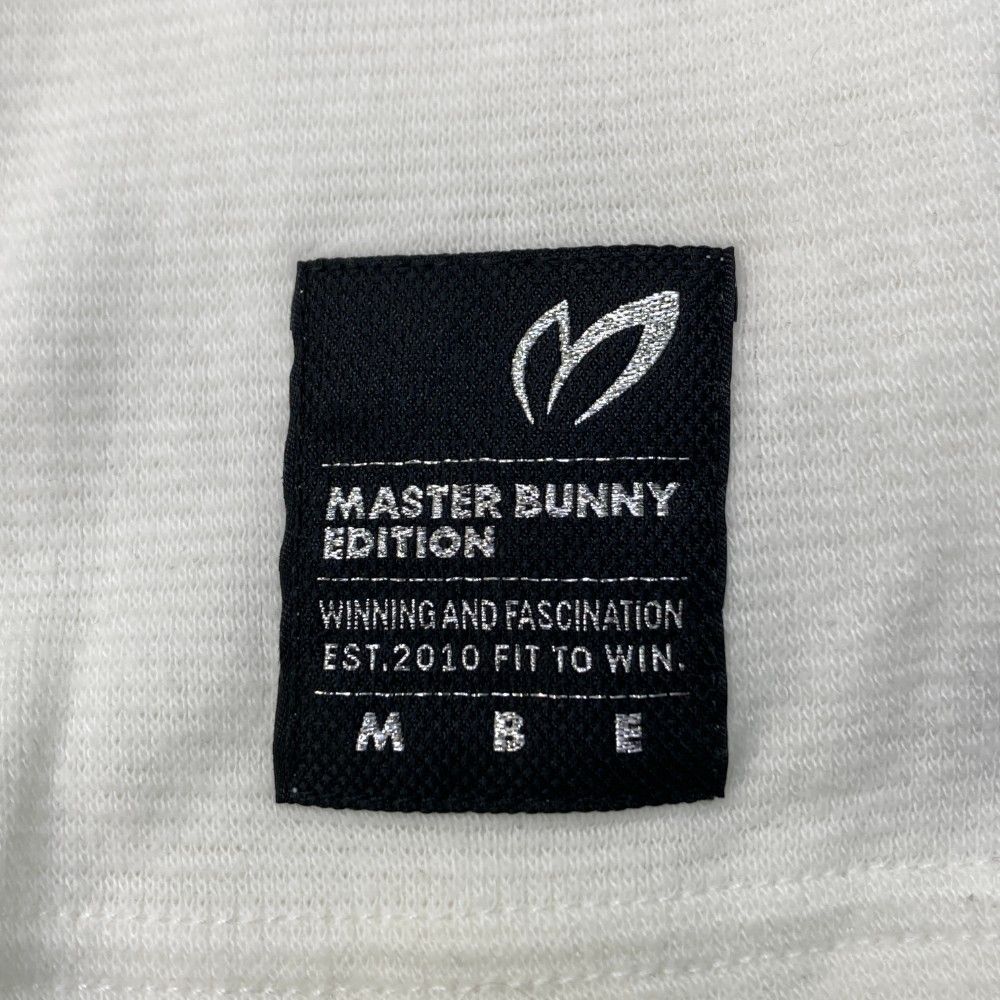 MASTER BUNNY
EDITION
WINNING AND FASCINATION
EST.2010 FIT TO WIN.
M B E